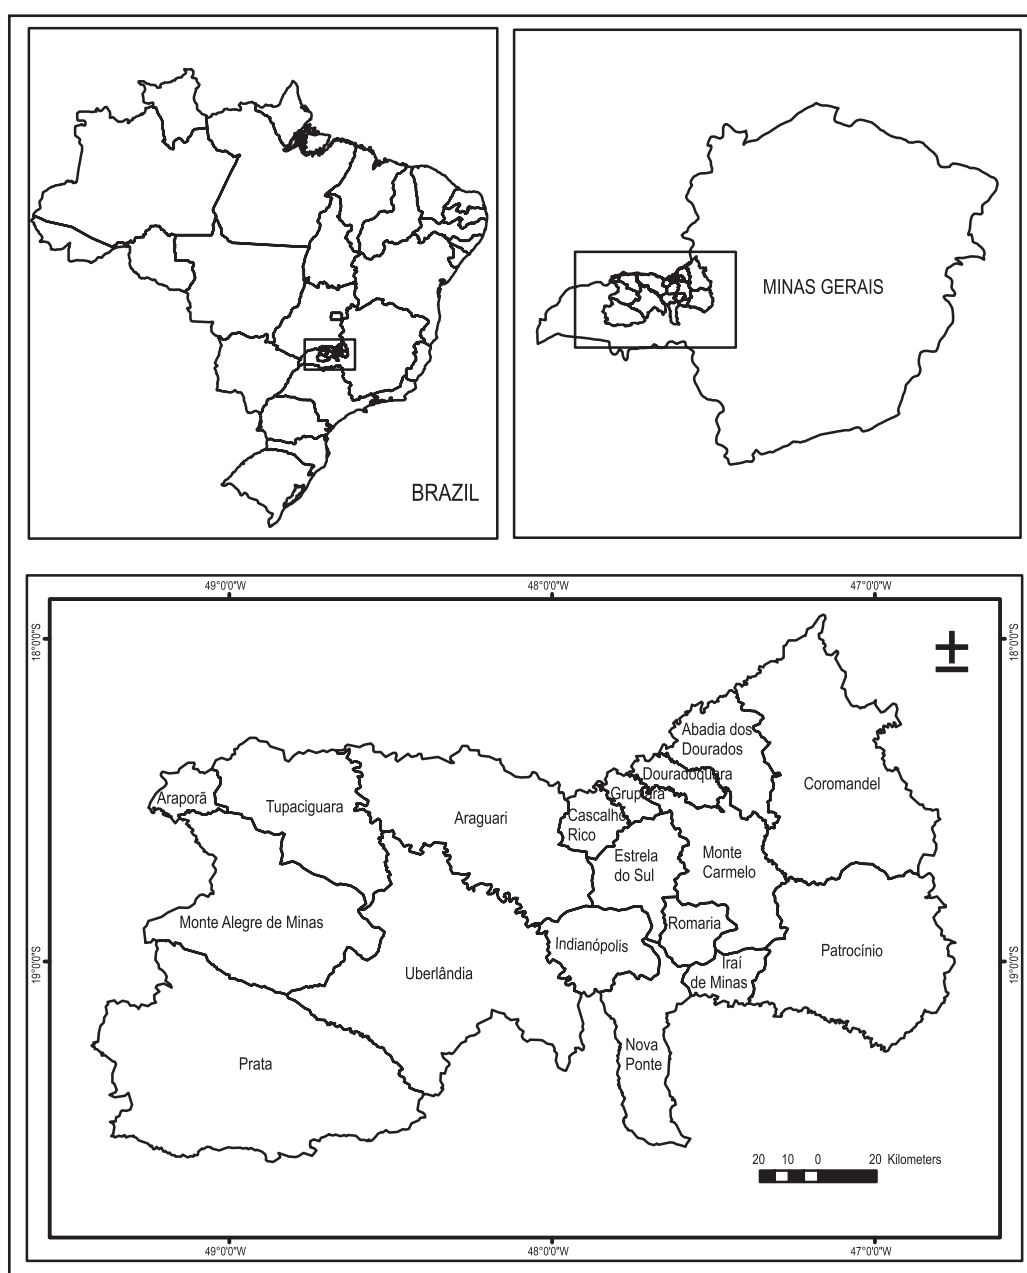 BRAZIL
MINAS GERAIS
49°0'0"W
48°0'0"W
47°0'0"W
18°0'0"S
18°0'0"S
Abadia dos
Dourados
Douradoquara
Coromandel
Araporã
Grupiara
Tupaciguara
Araguari
Cascalho
Rico
Estrela
do Sul
Monte
Carmelo
Monte Alegre de Minas
Romaria
Indianópolis
Patrocínio
Uberlândia
Iraí
de Minas
19°0'0"S
19°0'0"S
Prata
Nova
Ponte
20 10 0 20 Kilometers
49°0'0"W
48°0'0"W
47°0'0"W